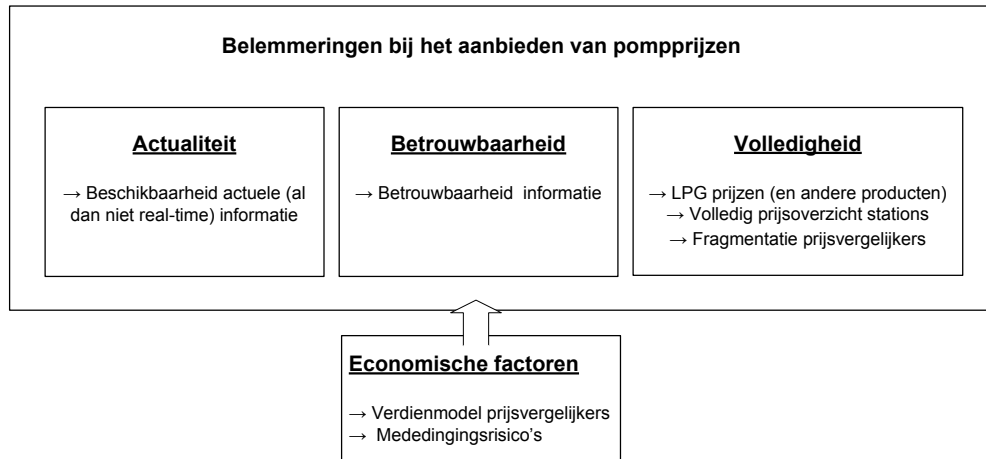 Belemmeringen bij het aanbieden van pompprijzen
Actualiteit
→ Beschikbaarheid actuele (al
dan niet real-time) informatie
Betrouwbaarheid
→ Betrouwbaarheid informatie
Volledigheid
→ LPG prijzen (en andere producten)
→ Volledig prijsoverzicht stations
→ Fragmentatie prijsvergelijkers
Economische factoren
→ Verdienmodel prijsvergelijkers
→ Mededingingsrisico's